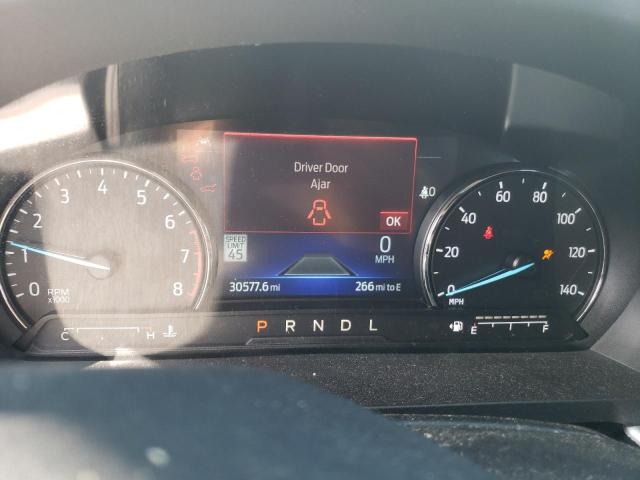 Driver Door
Ajar
OK
SPEED
LIMIT
45
0
MPH
30577.6 mi
266 mi to E
0 1 2 3 4 5 6 7 8
RPM
x1000
0 20 40 60 80 100 120 140
MPH
C H
P R N D L
E F